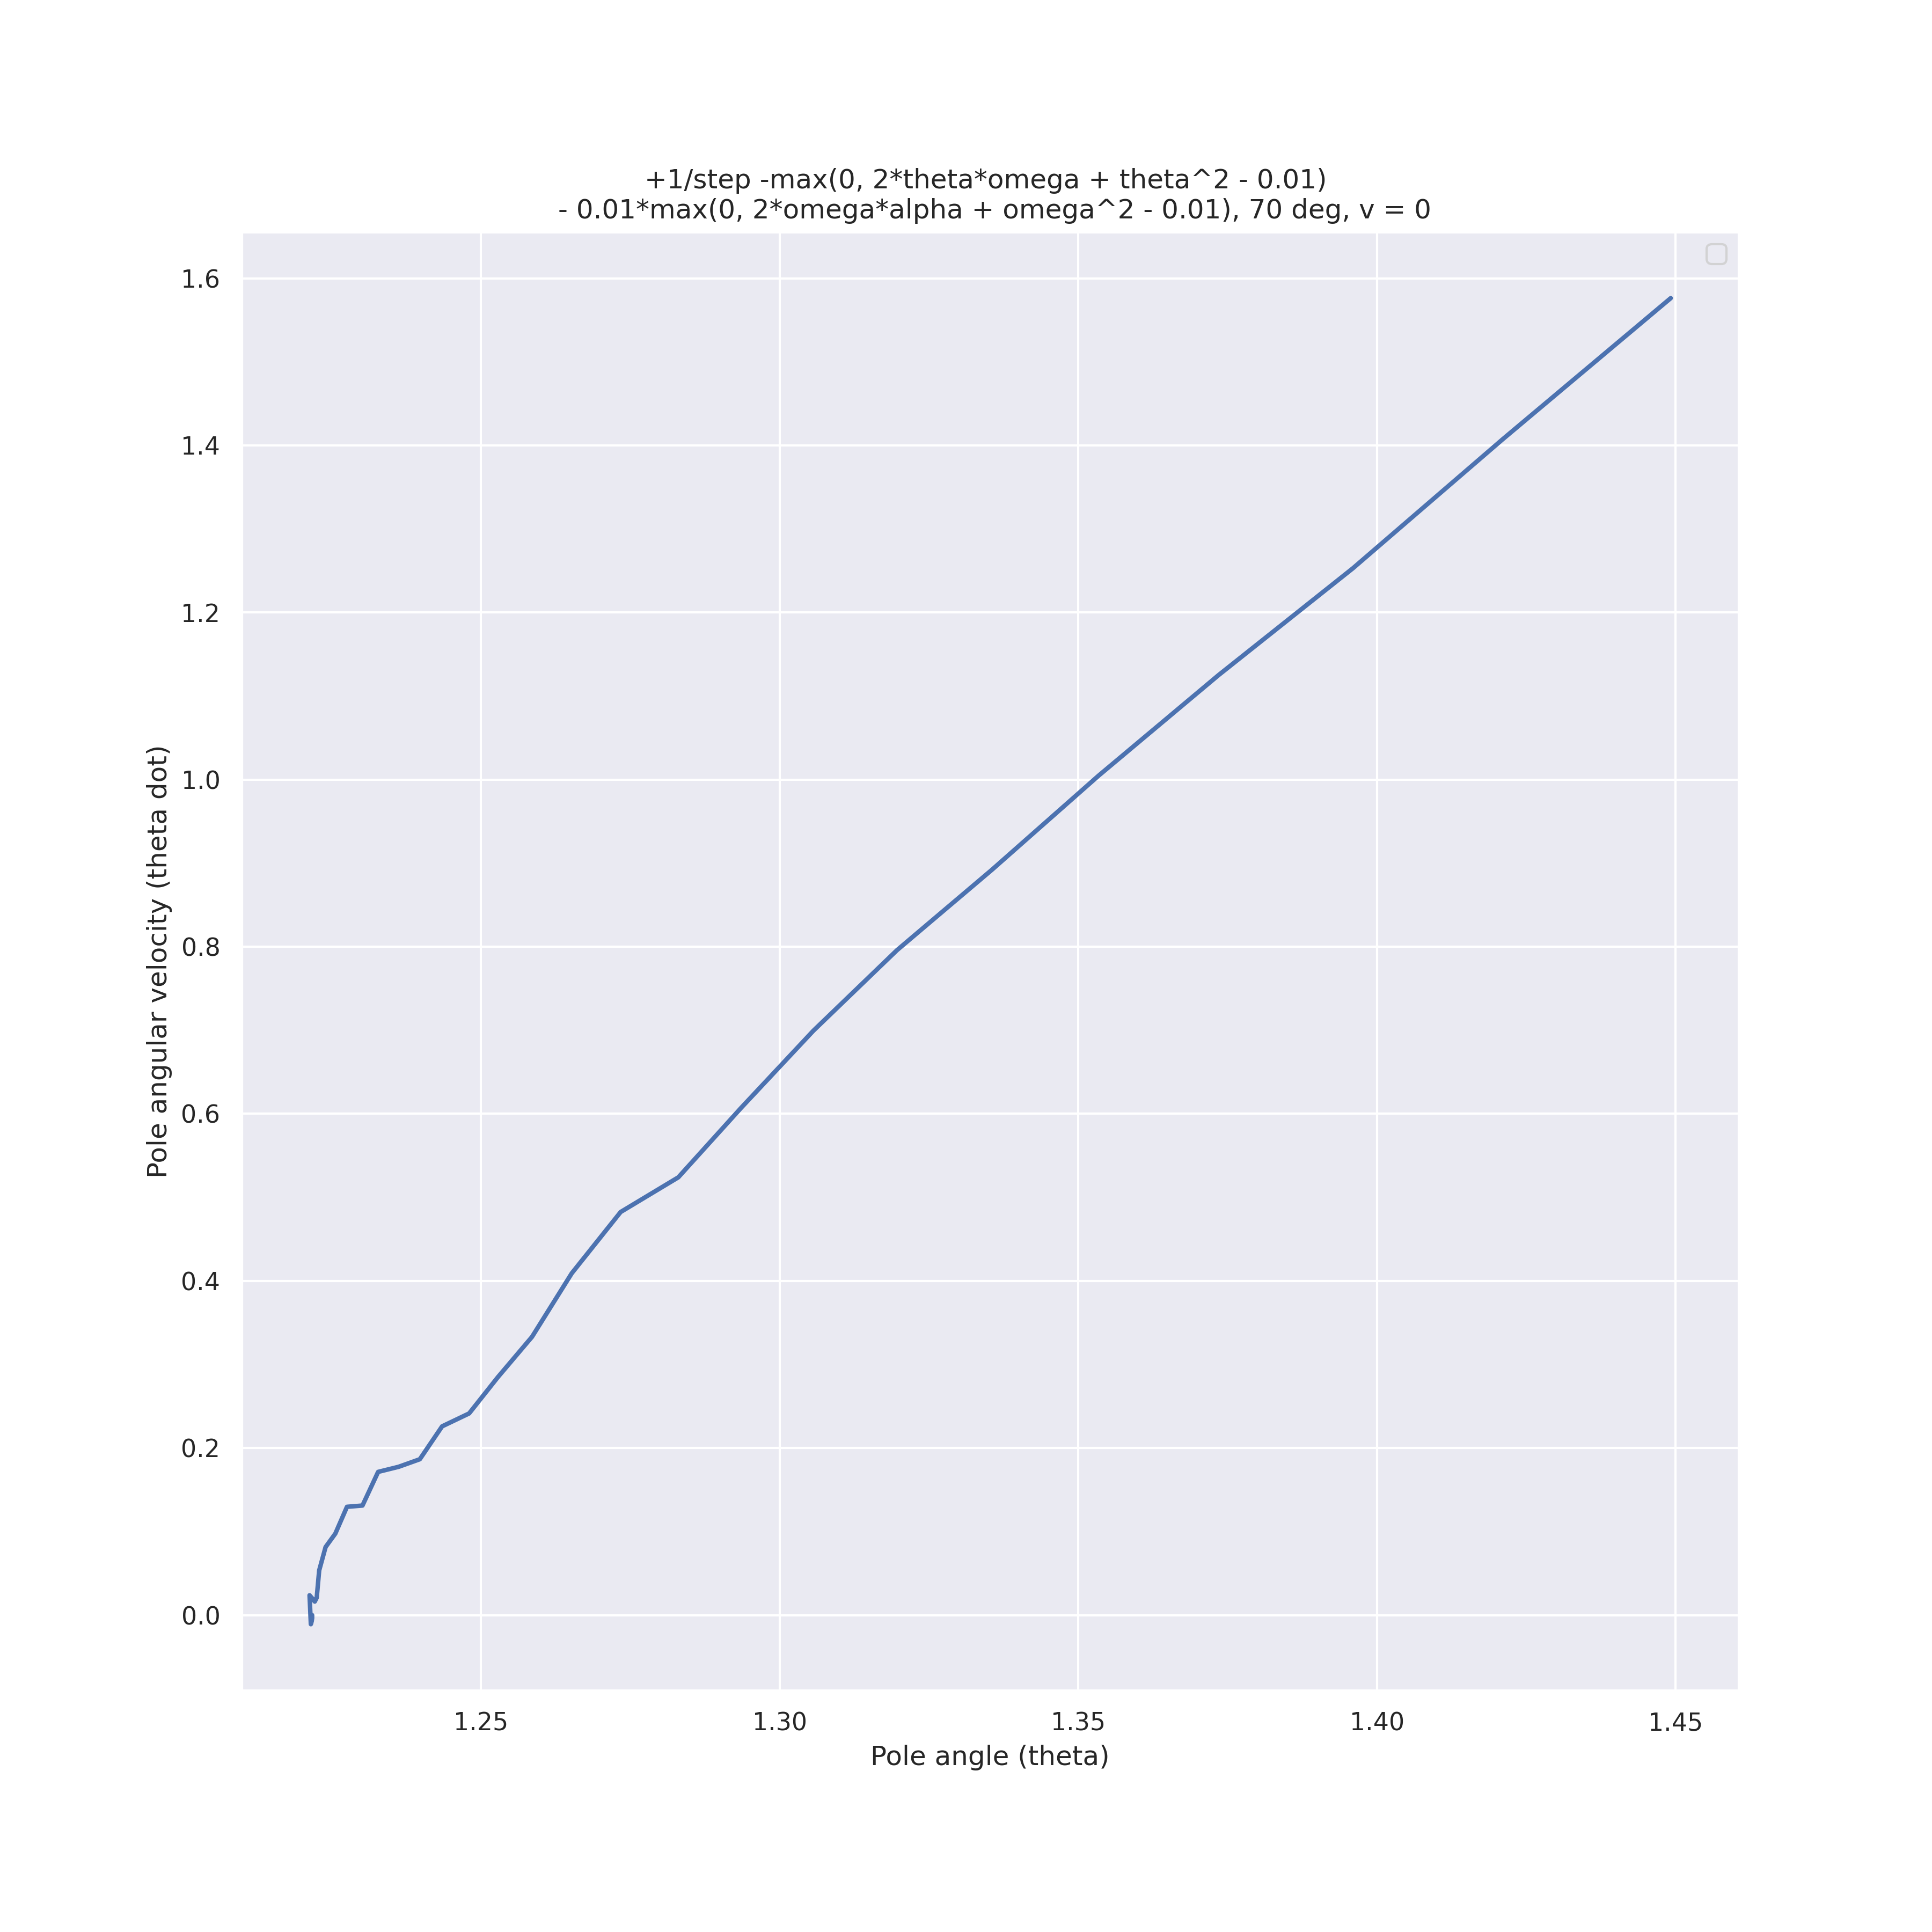 +1/step -max(0, 2*theta*omega + theta^2 - 0.01)
- 0.01*max(0, 2*omega*alpha + omega^2 - 0.01), 70 deg, v = 0
1.6
1.4
1.2
1.0
0.8
0.6
0.4
0.2
0.0
Pole angular velocity (theta dot)
1.25 1.30 1.35 1.40 1.45
Pole angle (theta)